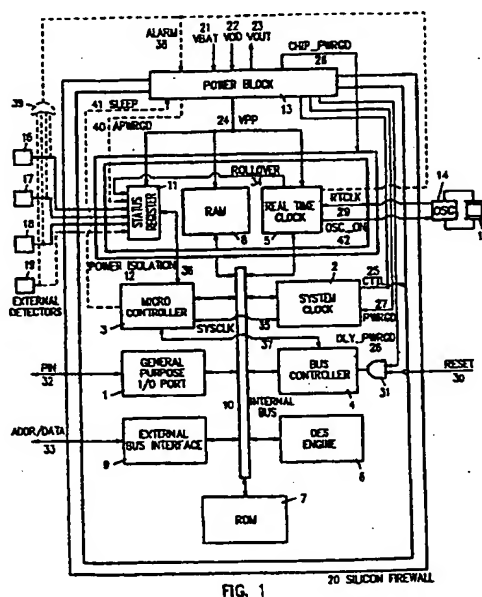 ALARM
38
21
VBAT
22
VDD
23
VOUT
CHIP_PWRGD
28
POWER BLOCK
13
39
41 SLEEP
40 APWRGD
24 VPP
16
17
18
19
EXTERNAL
DETECTORS
ROLLOVER
34
11
STATUS
REGISTER
RAM
8
REAL TIME
CLOCK
5
RTCLK
29
OSC_ON
42
14
OSC
POWER ISOLATION
12
36
2
25
CTL
27
PWRGD
MICRO
CONTROLLER
3
SYSCLK
35
SYSTEM
CLOCK
37
DLY_PWRGD
26
PIN
32
GENERAL
PURPOSE
I/O PORT
1
10
INTERNAL
BUS
BUS
CONTROLLER
4
31
RESET
30
ADDR/DATA
33
EXTERNAL
BUS INTERFACE
9
DES
ENGINE
6
ROM
7
20 SILICON FIREWALL
FIG. 1